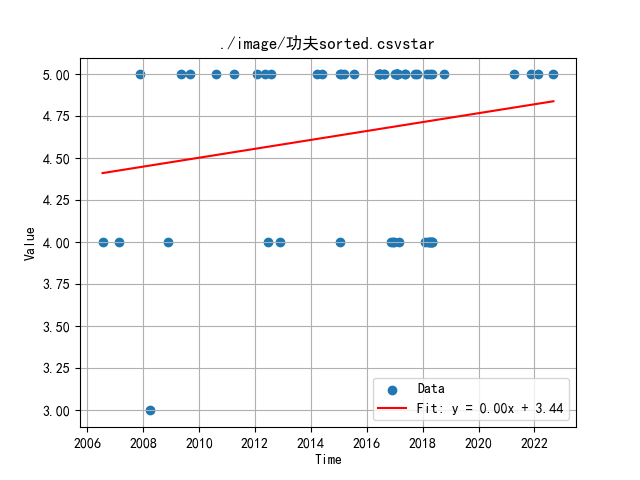 ./image/功夫sorted.csvstar
5.00
4.75
4.50
4.25
4.00
3.75
3.50
3.25
3.00
Value
2006 2008 2010 2012 2014 2016 2018 2020 2022
Time
Data
Fit: y = 0.00x + 3.44